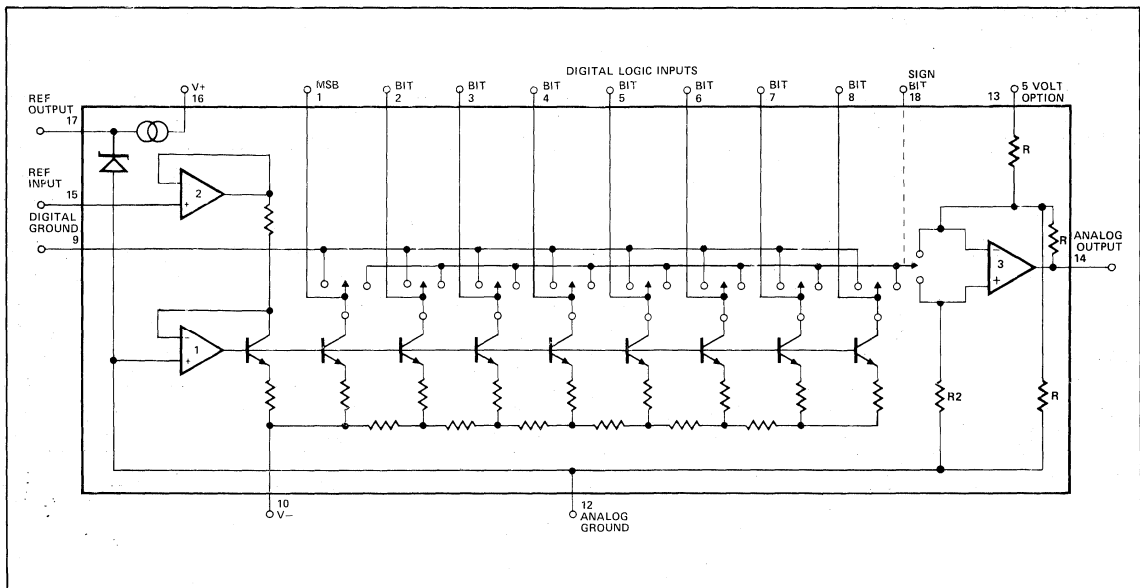 DIGITAL LOGIC INPUTS
V+
16
MSB
1
BIT
2
BIT
3
BIT
4
BIT
5
BIT
6
BIT
7
BIT
8
SIGN
BIT
18
13
5 VOLT
OPTION
REF
OUTPUT
17
REF
INPUT
15
DIGITAL
GROUND
9
2
+
R
R
ANALOG
OUTPUT
14
−
3
+
−
1
+
R2
R
10
V−
12
ANALOG
GROUND